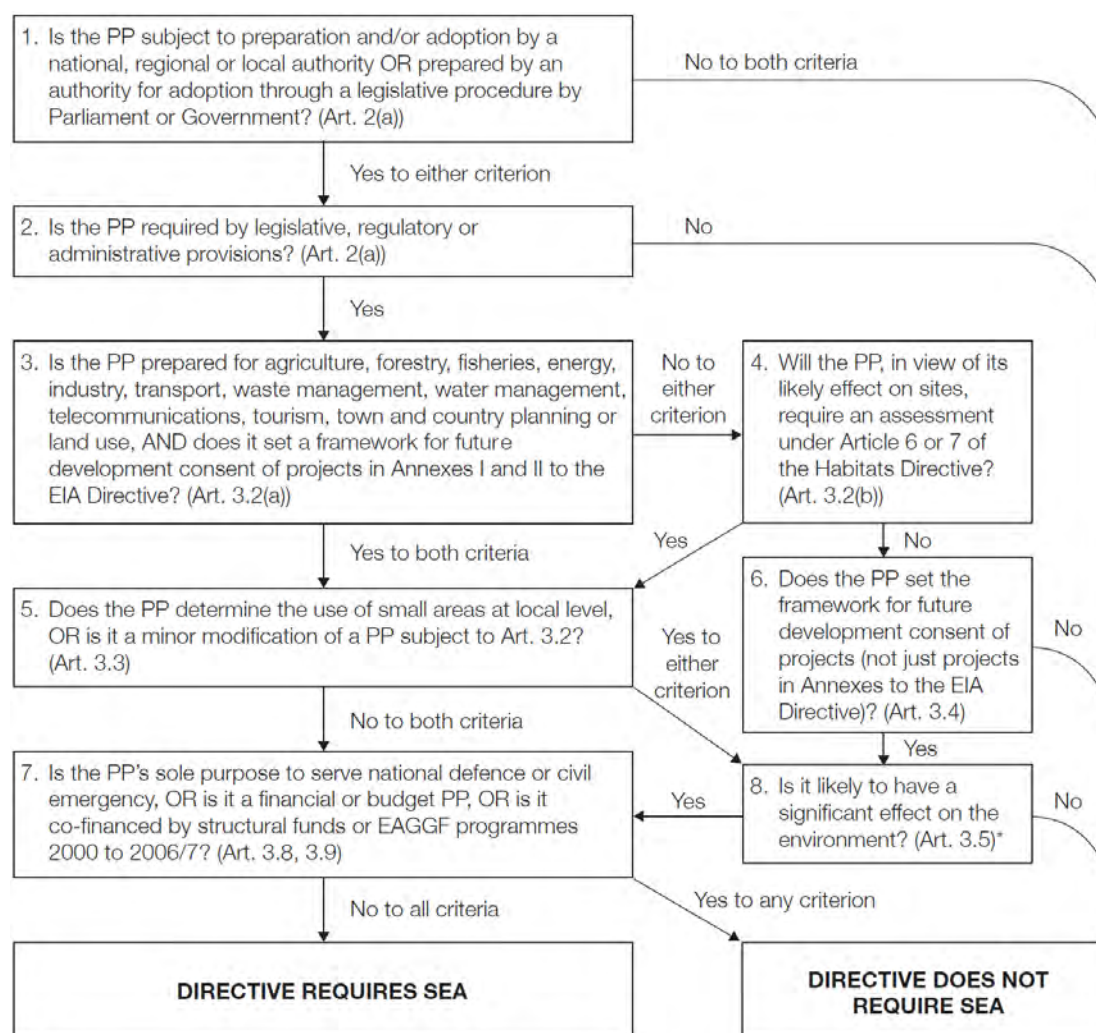 1. Is the PP subject to preparation and/or adoption by a
national, regional or local authority OR prepared by an
authority for adoption through a legislative procedure by
Parliament or Government? (Art. 2(a))
No to both criteria
Yes to either criterion
2. Is the PP required by legislative, regulatory or
administrative provisions? (Art. 2(a))
No
Yes
3. Is the PP prepared for agriculture, forestry, fisheries, energy,
industry, transport, waste management, water management,
telecommunications, tourism, town and country planning or
land use, AND does it set a framework for future
development consent of projects in Annexes I and II to the
EIA Directive? (Art. 3.2(a))
No to
either
criterion
4. Will the PP, in view of its
likely effect on sites,
require an assessment
under Article 6 or 7 of
the Habitats Directive?
(Art. 3.2(b))
Yes to both criteria
Yes
No
5. Does the PP determine the use of small areas at local level,
OR is it a minor modification of a PP subject to Art. 3.2?
(Art. 3.3)
Yes to
either
criterion
6. Does the PP set the
framework for future
development consent of
projects (not just projects
in Annexes to the EIA
Directive)? (Art. 3.4)
No
No to both criteria
Yes
7. Is the PP's sole purpose to serve national defence or civil
emergency, OR is it a financial or budget PP, OR is it
co-financed by structural funds or EAGGF programmes
2000 to 2006/7? (Art. 3.8, 3.9)
Yes
8. Is it likely to have a
significant effect on the
environment? (Art. 3.5)*
No
No to all criteria
Yes to any criterion
DIRECTIVE REQUIRES SEA
DIRECTIVE DOES NOT
REQUIRE SEA